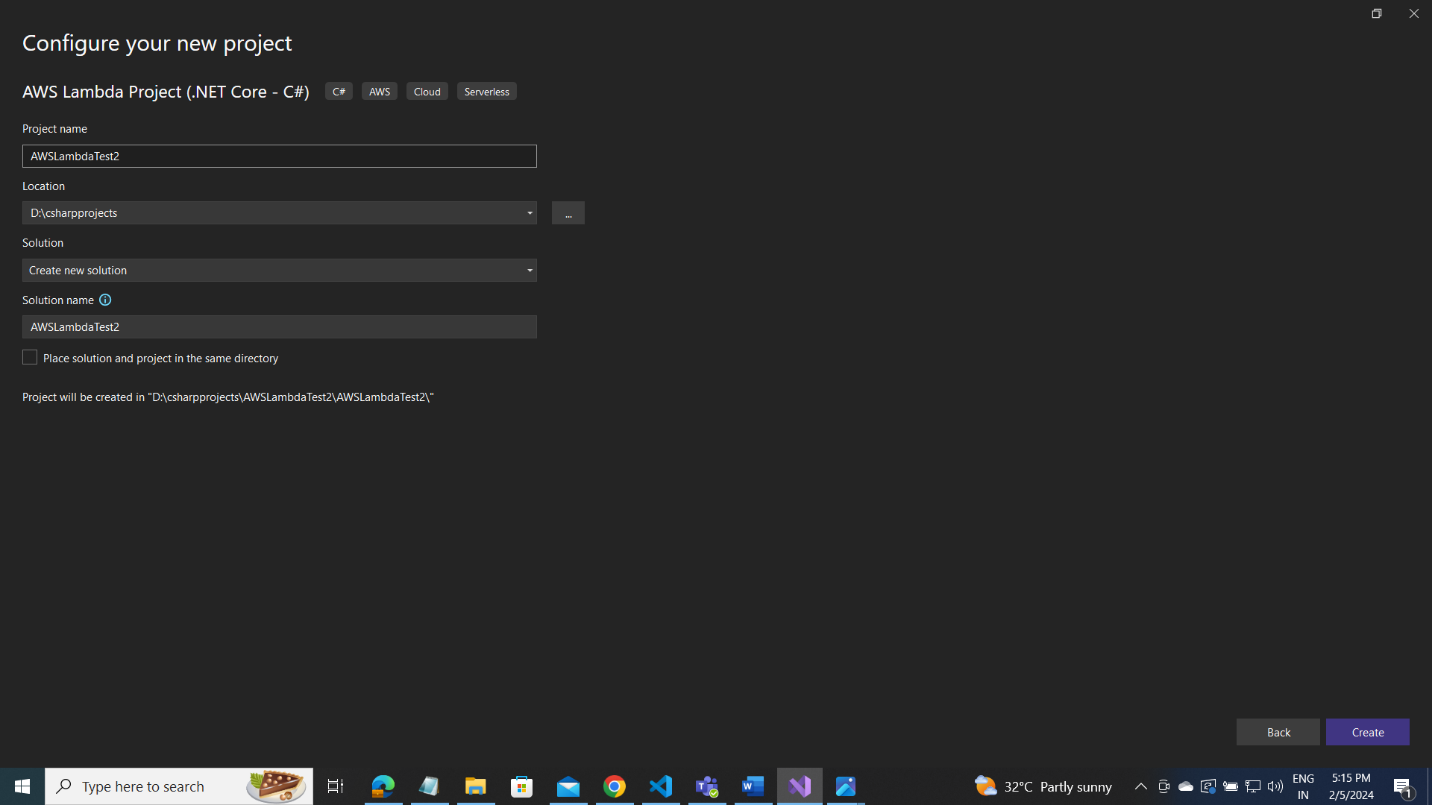 Configure your new project
AWS Lambda Project (.NET Core - C#) C# AWS Cloud Serverless
Project name
AWSLambdaTest2
Location
D:\csharpprojects
...
Solution
Create new solution
Solution name
AWSLambdaTest2
Place solution and project in the same directory
Project will be created in "D:\csharpprojects\AWSLambdaTest2\AWSLambdaTest2\"
Back Create
Type here to search
32°C Partly sunny
ENG
IN
5:15 PM
2/5/2024
1